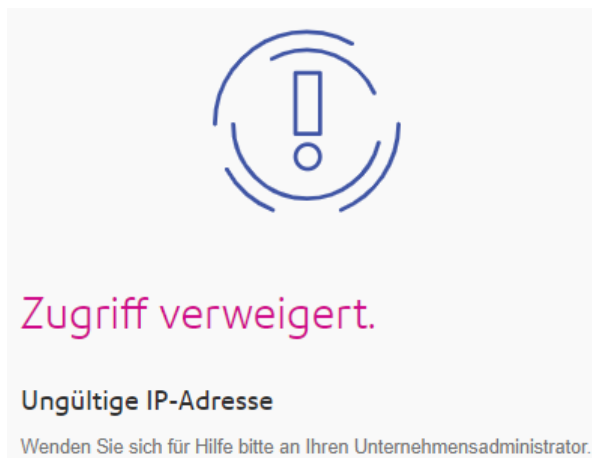 Zugriff verweigert.
Ungültige IP-Adresse
Wenden Sie sich für Hilfe bitte an Ihren Unternehmensadministrator.